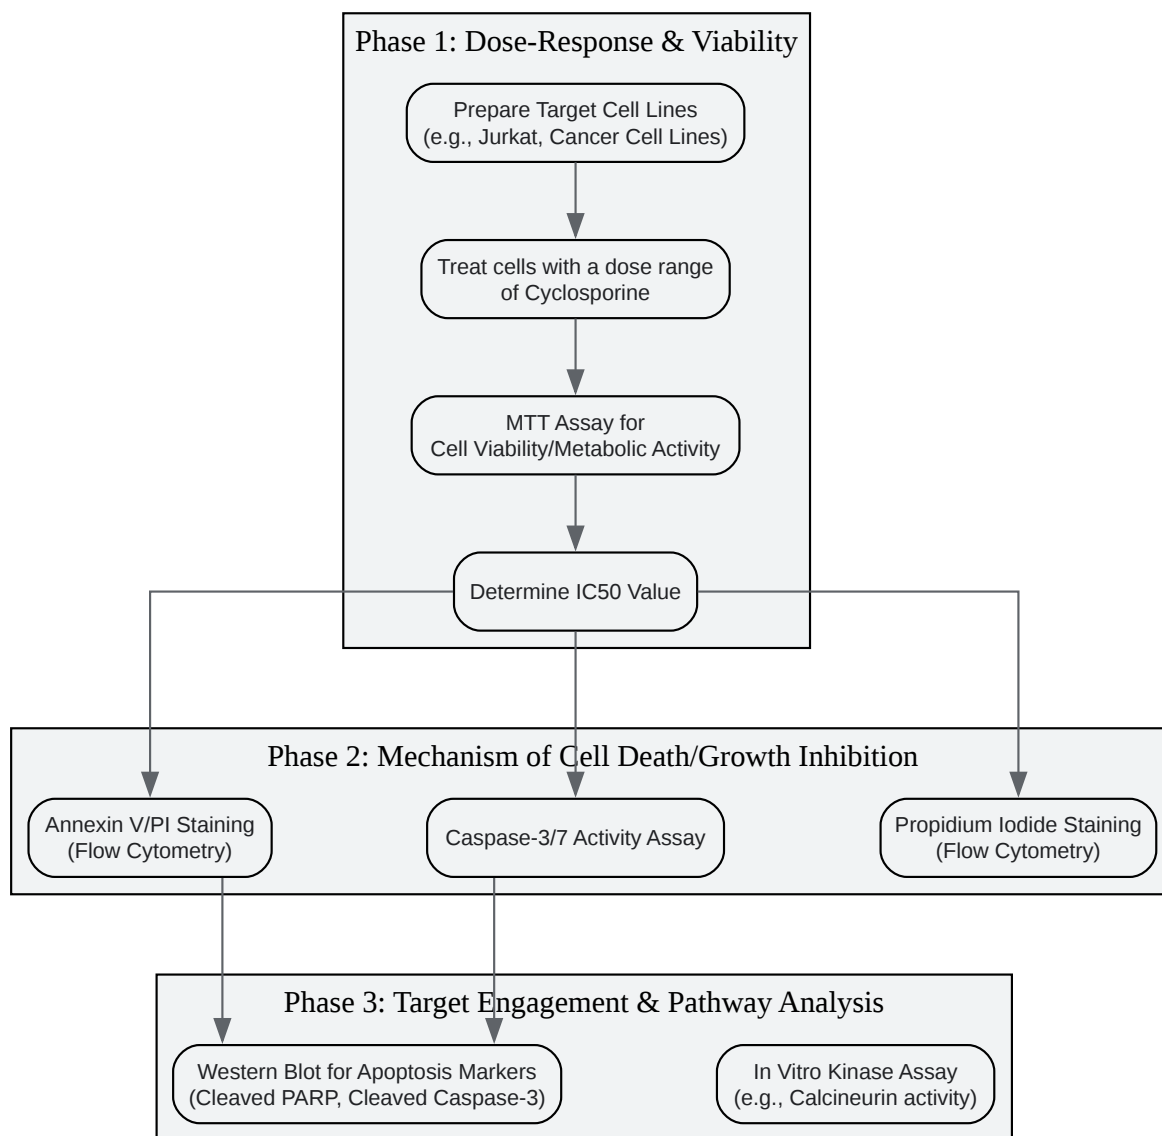 Phase 1: Dose-Response & Viability
Prepare Target Cell Lines
(e.g., Jurkat, Cancer Cell Lines)
Treat cells with a dose range
of Cyclosporine
MTT Assay for
Cell Viability/Metabolic Activity
Determine IC50 Value
Phase 2: Mechanism of Cell Death/Growth Inhibition
Annexin V/PI Staining
(Flow Cytometry)
Caspase-3/7 Activity Assay
Propidium Iodide Staining
(Flow Cytometry)
Phase 3: Target Engagement & Pathway Analysis
Western Blot for Apoptosis Markers
(Cleaved PARP, Cleaved Caspase-3)
In Vitro Kinase Assay
(e.g., Calcineurin activity)